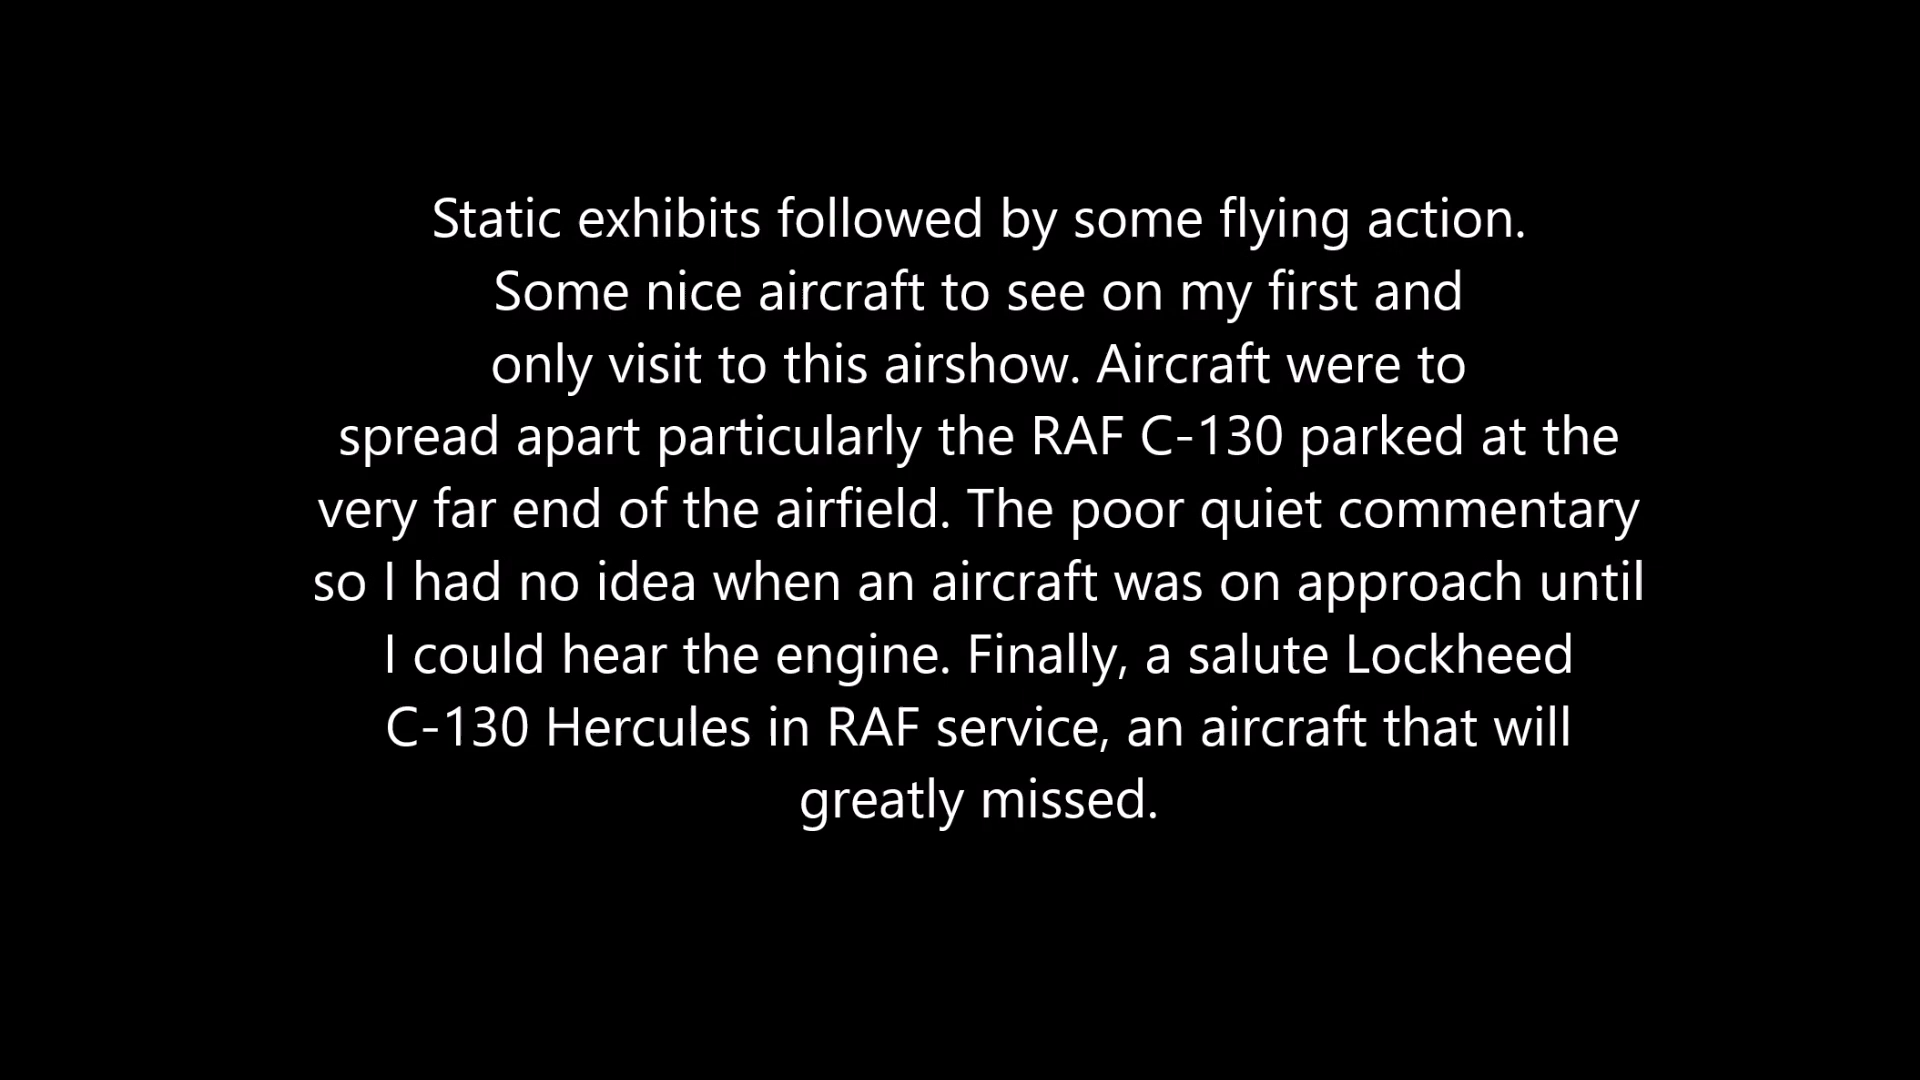 Static exhibits followed by some flying action.
Some nice aircraft to see on my first and
only visit to this airshow. Aircraft were to
spread apart particularly the RAF C-130 parked at the
very far end of the airfield. The poor quiet commentary
so I had no idea when an aircraft was on approach until
I could hear the engine. Finally, a salute Lockheed
C-130 Hercules in RAF service, an aircraft that will
greatly missed.